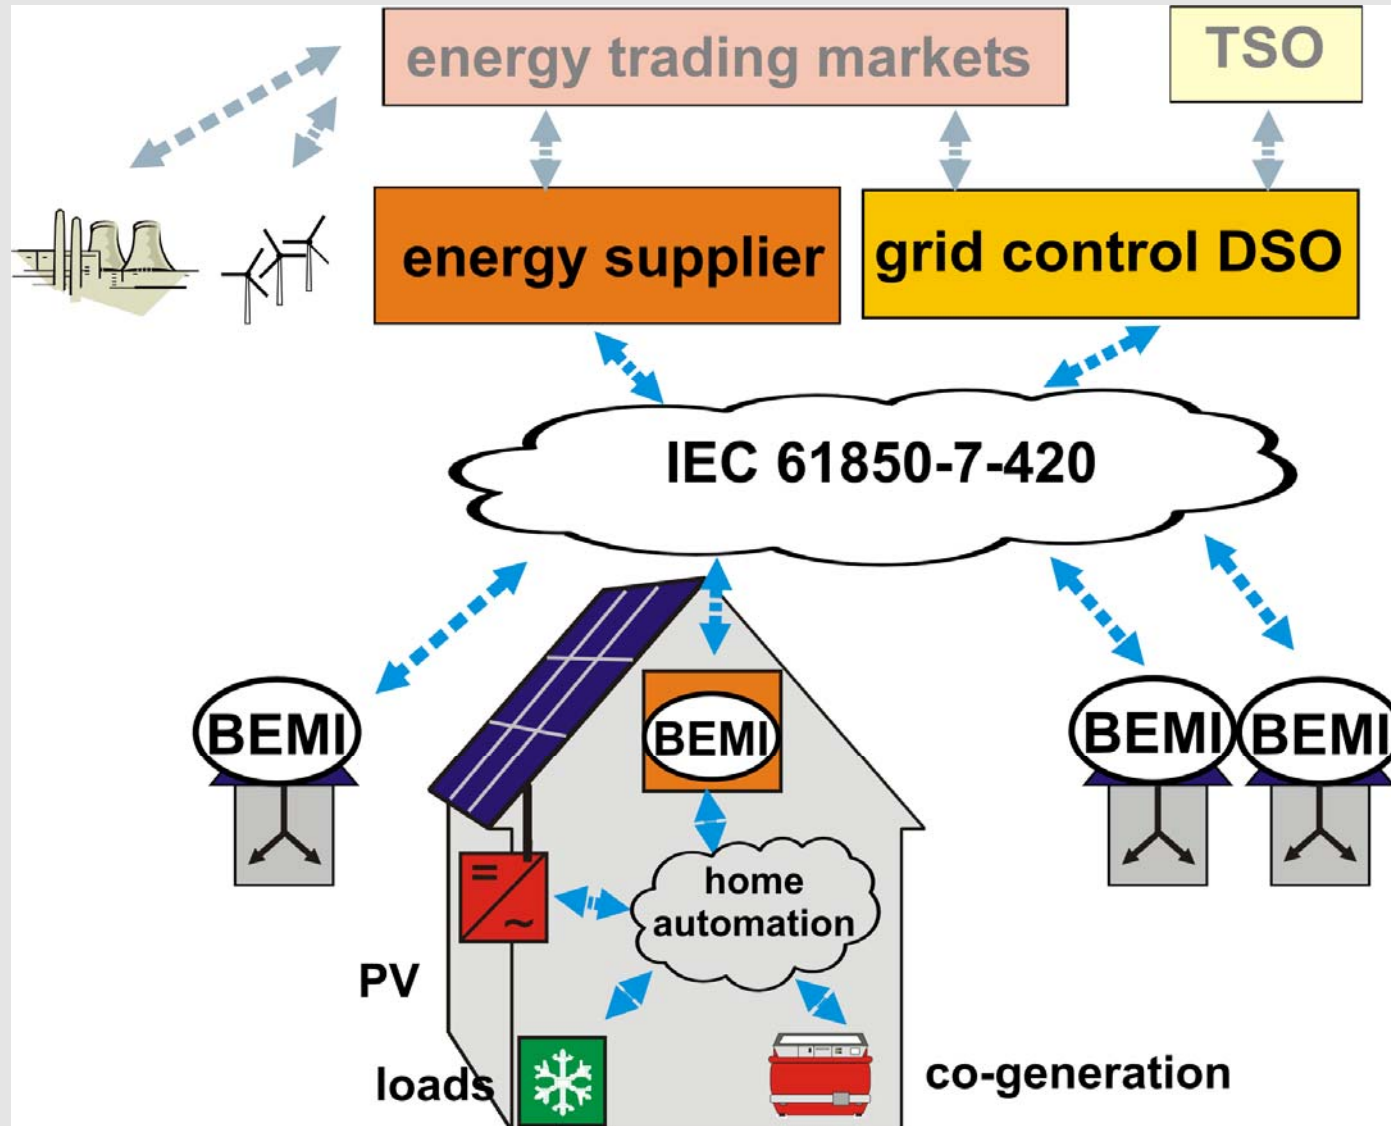 energy trading markets
TSO
energy supplier
grid control DSO
IEC 61850-7-420
BEMI
BEMI
BEMI
BEMI
home
automation
=
~
PV
loads
co-generation